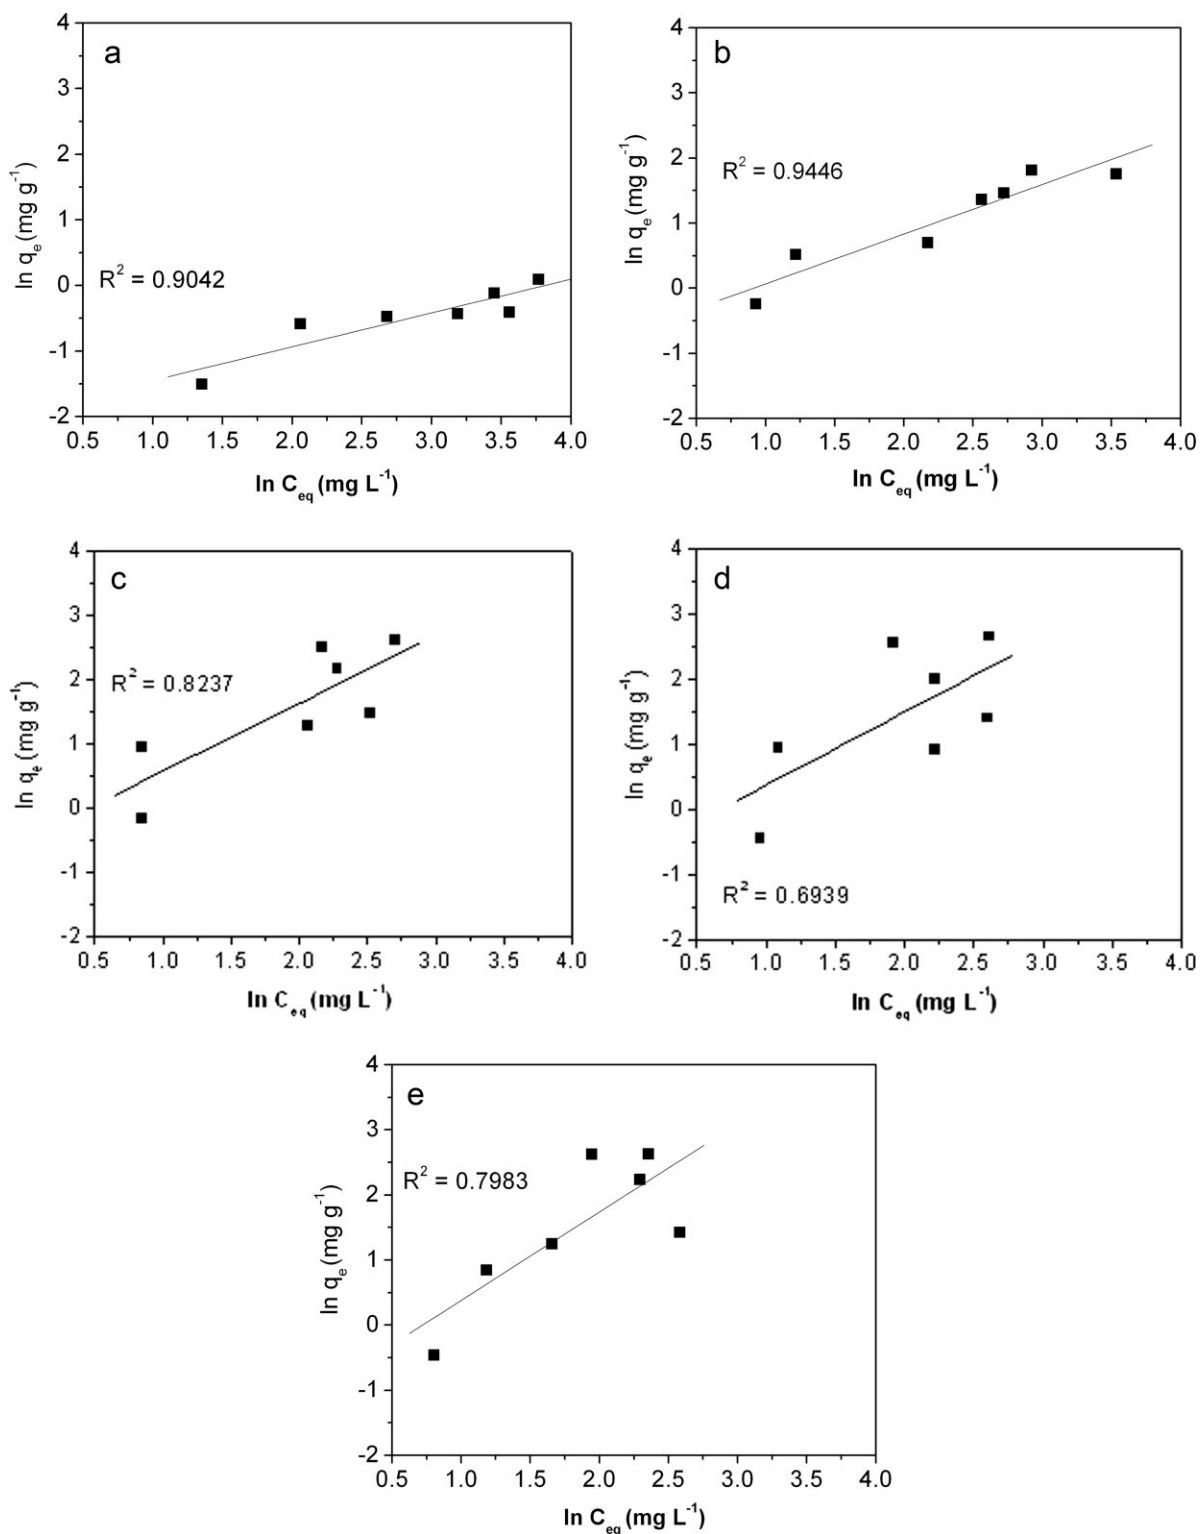 a
4
3
2
1
0
-1
-2
ln q_e (mg g^-1)
R^2 = 0.9042
0.5 1.0 1.5 2.0 2.5 3.0 3.5 4.0
ln C_eq (mg L^-1)
b
4
3
2
1
0
-1
-2
ln q_e (mg g^-1)
R^2 = 0.9446
0.5 1.0 1.5 2.0 2.5 3.0 3.5 4.0
ln C_eq (mg L^-1)
c
4
3
2
1
0
-1
-2
ln q_e (mg g^-1)
R^2 = 0.8237
0.5 1.0 1.5 2.0 2.5 3.0 3.5 4.0
ln C_eq (mg L^-1)
d
4
3
2
1
0
-1
-2
ln q_e (mg g^-1)
R^2 = 0.6939
0.5 1.0 1.5 2.0 2.5 3.0 3.5 4.0
ln C_eq (mg L^-1)
e
4
3
2
1
0
-1
-2
ln q_e (mg g^-1)
R^2 = 0.7983
0.5 1.0 1.5 2.0 2.5 3.0 3.5 4.0
ln C_eq (mg L^-1)